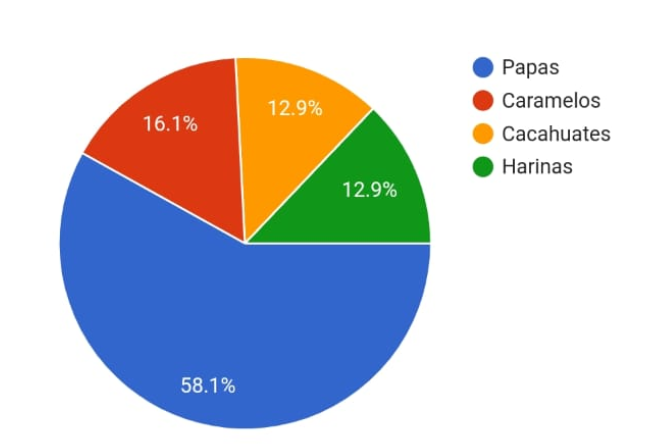 Papas
Caramelos
Cacahuates
Harinas
16.1%
12.9%
12.9%
58.1%